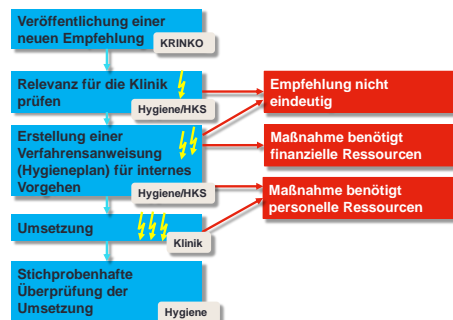 Veröffentlichung einer
neuen Empfehlung
KRINKO
Relevanz für die Klinik
prüfen
Hygiene/HKS
Empfehlung nicht
eindeutig
Erstellung einer
Verfahrensanweisung
(Hygieneplan) für internes
Vorgehen
Hygiene/HKS
Maßnahme benötigt
finanzielle Ressourcen
Maßnahme benötigt
personelle Ressourcen
Umsetzung
Klinik
Stichprobenhafte
Überprüfung der
Umsetzung
Hygiene